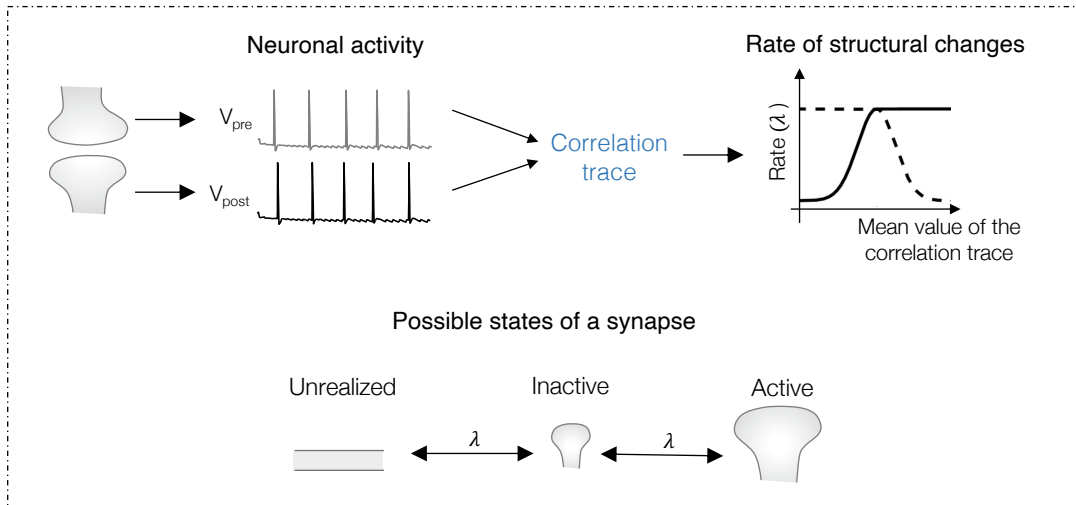 Neuronal activity
Rate of structural changes
V_pre
V_post
Correlation
trace
Rate (λ)
Mean value of the
correlation trace
Possible states of a synapse
Unrealized
Inactive
Active
λ
λ